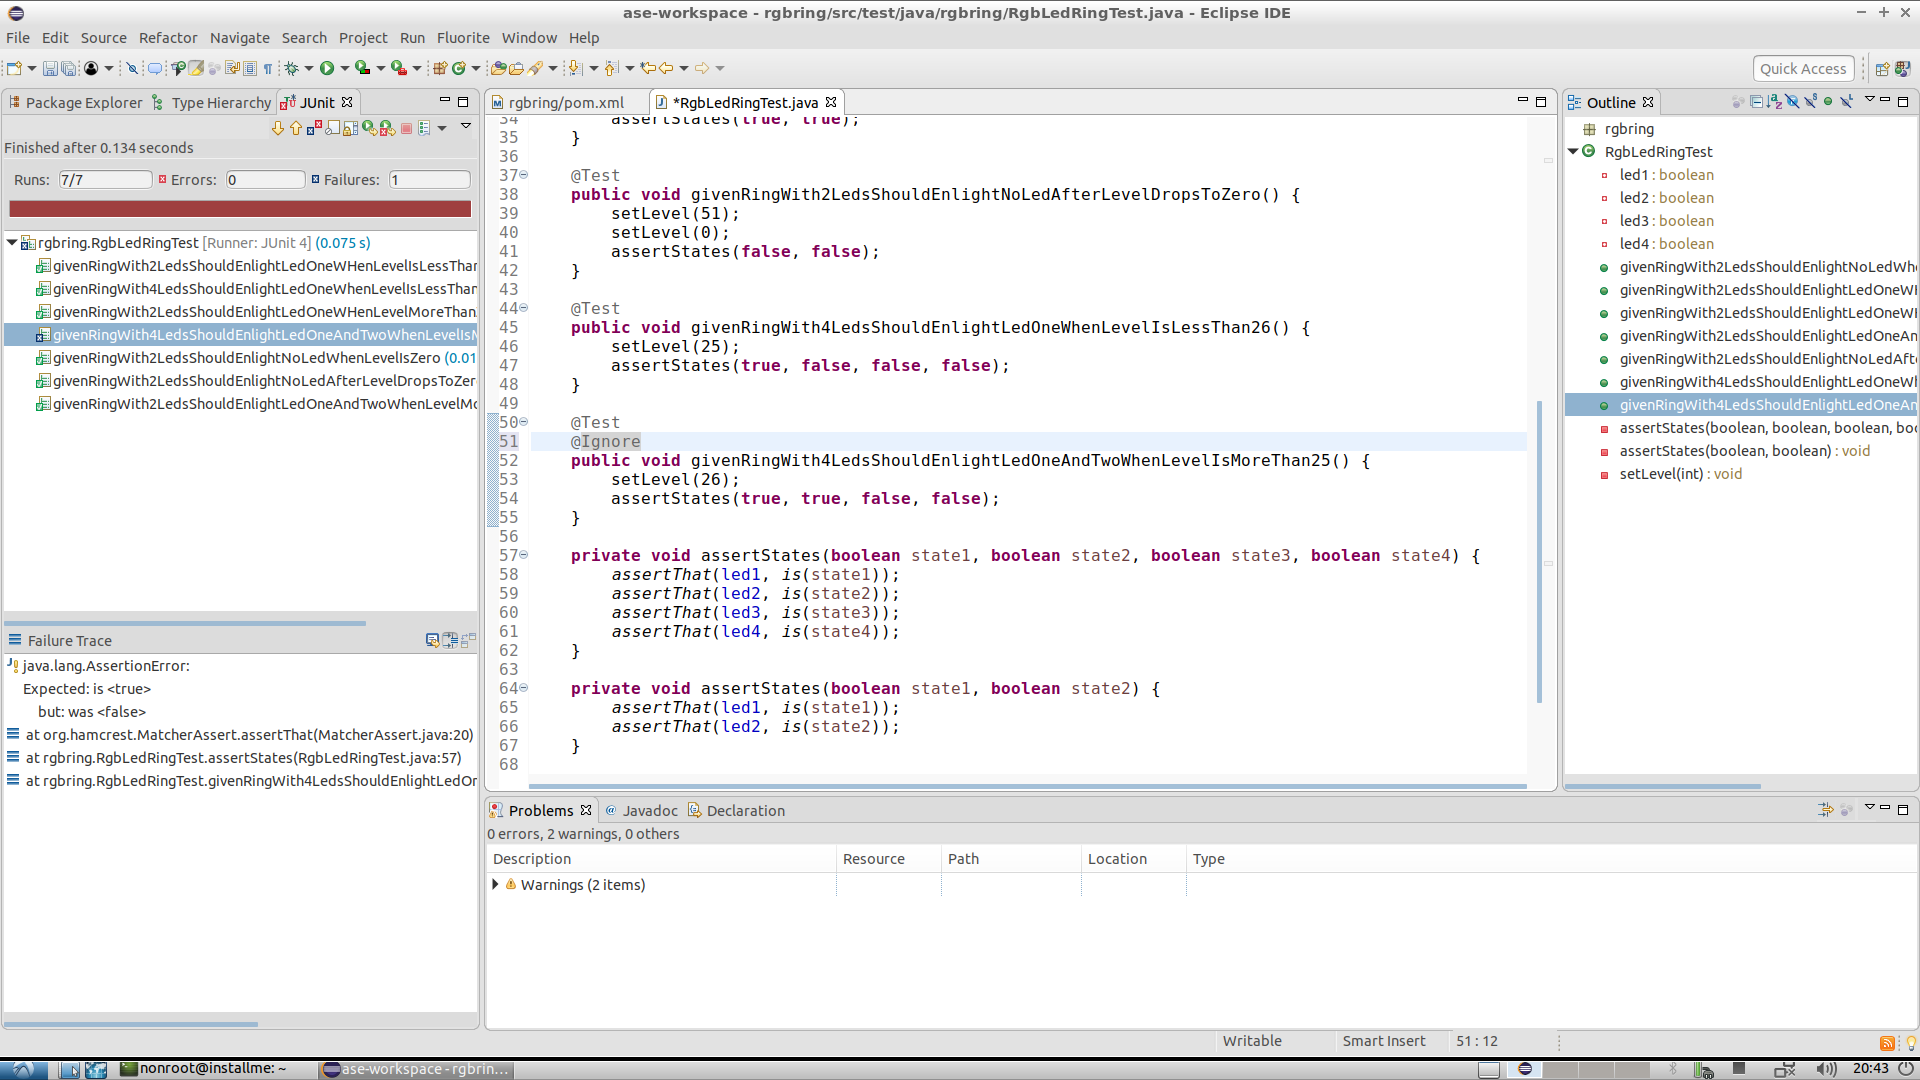 ase-workspace - rgbring/src/test/java/rgbring/RgbLedRingTest.java - Eclipse IDE
File Edit Source Refactor Navigate Search Project Run Fluorite Window Help
Quick Access
Package Explorer Type Hierarchy JUnit
Finished after 0.134 seconds
Runs: 7/7 Errors: 0 Failures: 1
rgbring.RgbLedRingTest [Runner: JUnit 4] (0.075 s)
givenRingWith2LedsShouldEnlightLedOneWHenLevelIsLessThan
givenRingWith4LedsShouldEnlightLedOneWhenLevelIsLessThan
givenRingWith2LedsShouldEnlightLedOneWHenLevelMoreThan
givenRingWith4LedsShouldEnlightLedOneAndTwoWhenLevelIsM
givenRingWith2LedsShouldEnlightNoLedWhenLevelIsZero (0.01
givenRingWith2LedsShouldEnlightNoLedAfterLevelDropsToZer
givenRingWith2LedsShouldEnlightLedOneAndTwoWhenLevelMo
Failure Trace
java.lang.AssertionError:
Expected: is <true>
but: was <false>
at org.hamcrest.MatcherAssert.assertThat(MatcherAssert.java:20)
at rgbring.RgbLedRingTest.assertStates(RgbLedRingTest.java:57)
at rgbring.RgbLedRingTest.givenRingWith4LedsShouldEnlightLedOn
rgbring/pom.xml *RgbLedRingTest.java
34 assertStates(true, true);
35 }
36
37 @Test
38 public void givenRingWith2LedsShouldEnlightNoLedAfterLevelDropsToZero() {
39 setLevel(51);
40 setLevel(0);
41 assertStates(false, false);
42 }
43
44 @Test
45 public void givenRingWith4LedsShouldEnlightLedOneWhenLevelIsLessThan26() {
46 setLevel(25);
47 assertStates(true, false, false, false);
48 }
49
50 @Test
51 @Ignore
52 public void givenRingWith4LedsShouldEnlightLedOneAndTwoWhenLevelIsMoreThan25() {
53 setLevel(26);
54 assertStates(true, true, false, false);
55 }
56
57 private void assertStates(boolean state1, boolean state2, boolean state3, boolean state4) {
58 assertThat(led1, is(state1));
59 assertThat(led2, is(state2));
60 assertThat(led3, is(state3));
61 assertThat(led4, is(state4));
62 }
63
64 private void assertStates(boolean state1, boolean state2) {
65 assertThat(led1, is(state1));
66 assertThat(led2, is(state2));
67 }
68
Outline
rgbring
RgbLedRingTest
led1 : boolean
led2 : boolean
led3 : boolean
led4 : boolean
givenRingWith2LedsShouldEnlightNoLedWhe
givenRingWith2LedsShouldEnlightLedOneWH
givenRingWith2LedsShouldEnlightLedOneWH
givenRingWith2LedsShouldEnlightLedOneAn
givenRingWith2LedsShouldEnlightNoLedAfte
givenRingWith4LedsShouldEnlightLedOneWh
givenRingWith4LedsShouldEnlightLedOneAn
assertStates(boolean, boolean, boolean, boo
assertStates(boolean, boolean) : void
setLevel(int) : void
Problems Javadoc Declaration
0 errors, 2 warnings, 0 others
Description Resource Path Location Type
Warnings (2 items)
Writable Smart Insert 51 : 12
nonroot@installme: ~ ase-workspace - rgbrin... 20:43